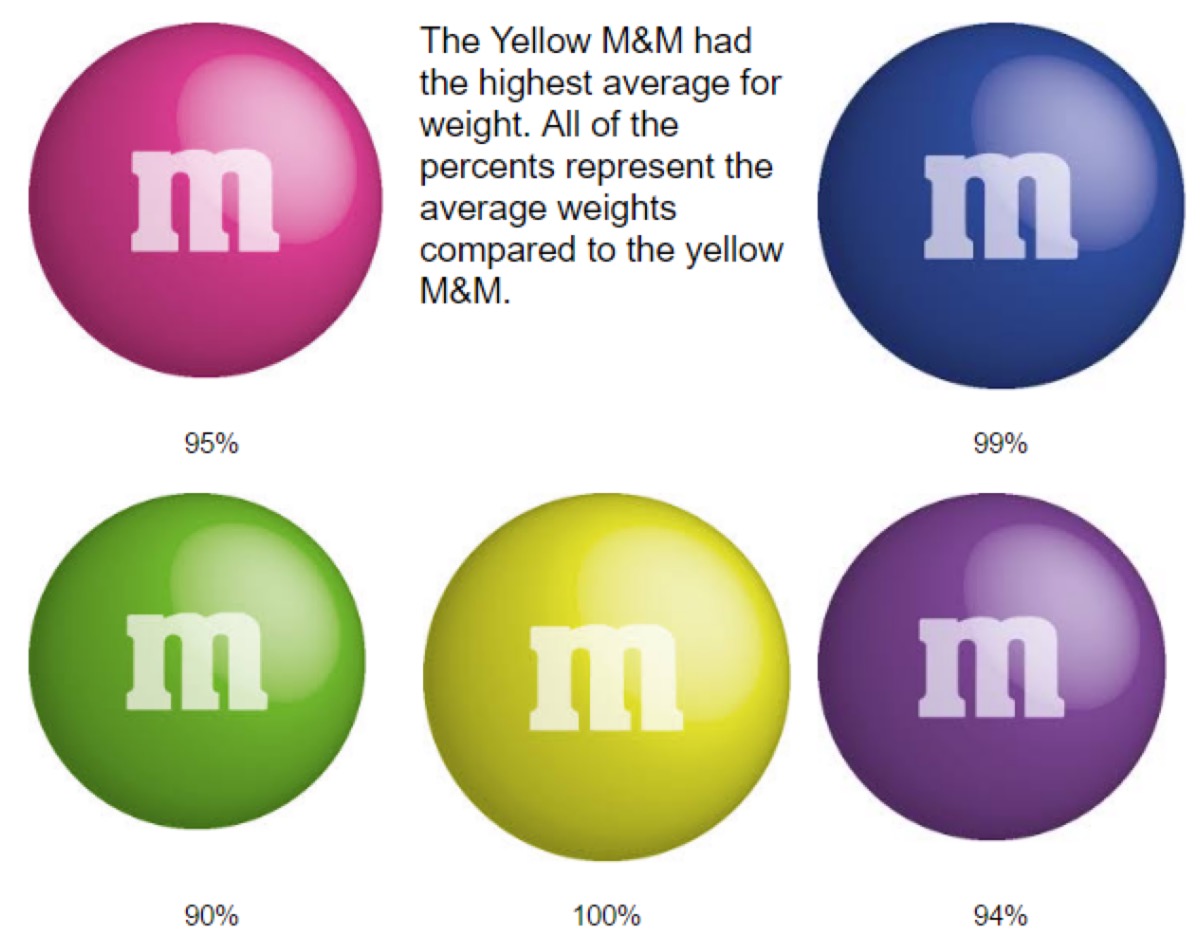 m
The Yellow M&M had
the highest average for
weight. All of the
percents represent the
average weights
compared to the yellow
M&M.
m
95%
99%
m
m
m
90%
100%
94%